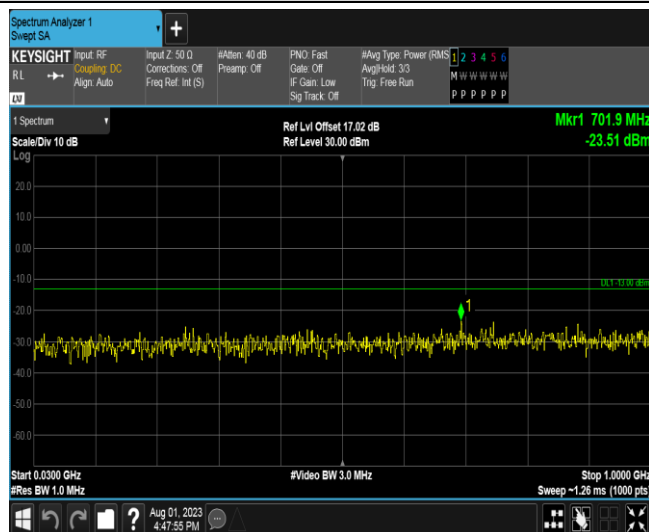 Spectrum Analyzer 1
Swept SA
KEYSIGHT
RL
Input: RF
Coupling: DC
Align: Auto
Input Z: 50 Ω
Corrections: Off
Freq Ref: Int (S)
#Atten: 40 dB
Preamp: Off
PNO: Fast
Gate: Off
IF Gain: Low
Sig Track: Off
#Avg Type: Power (RMS
Avg|Hold: 3/3
Trig: Free Run
1 2 3 4 5 6
M W W W W W
P P P P P P
LXI
1 Spectrum
Scale/Div 10 dB
Log
Ref Lvl Offset 17.02 dB
Ref Level 30.00 dBm
Mkr1 701.9 MHz
-23.51 dBm
20.0
10.0
0.00
-10.0
DL1 -13.00 dBm
-20.0
1
-30.0
-40.0
-50.0
-60.0
Start 0.0300 GHz
#Res BW 1.0 MHz
#Video BW 3.0 MHz
Stop 1.0000 GHz
Sweep ~1.26 ms (1000 pts)
?
Aug 01, 2023
4:47:55 PM